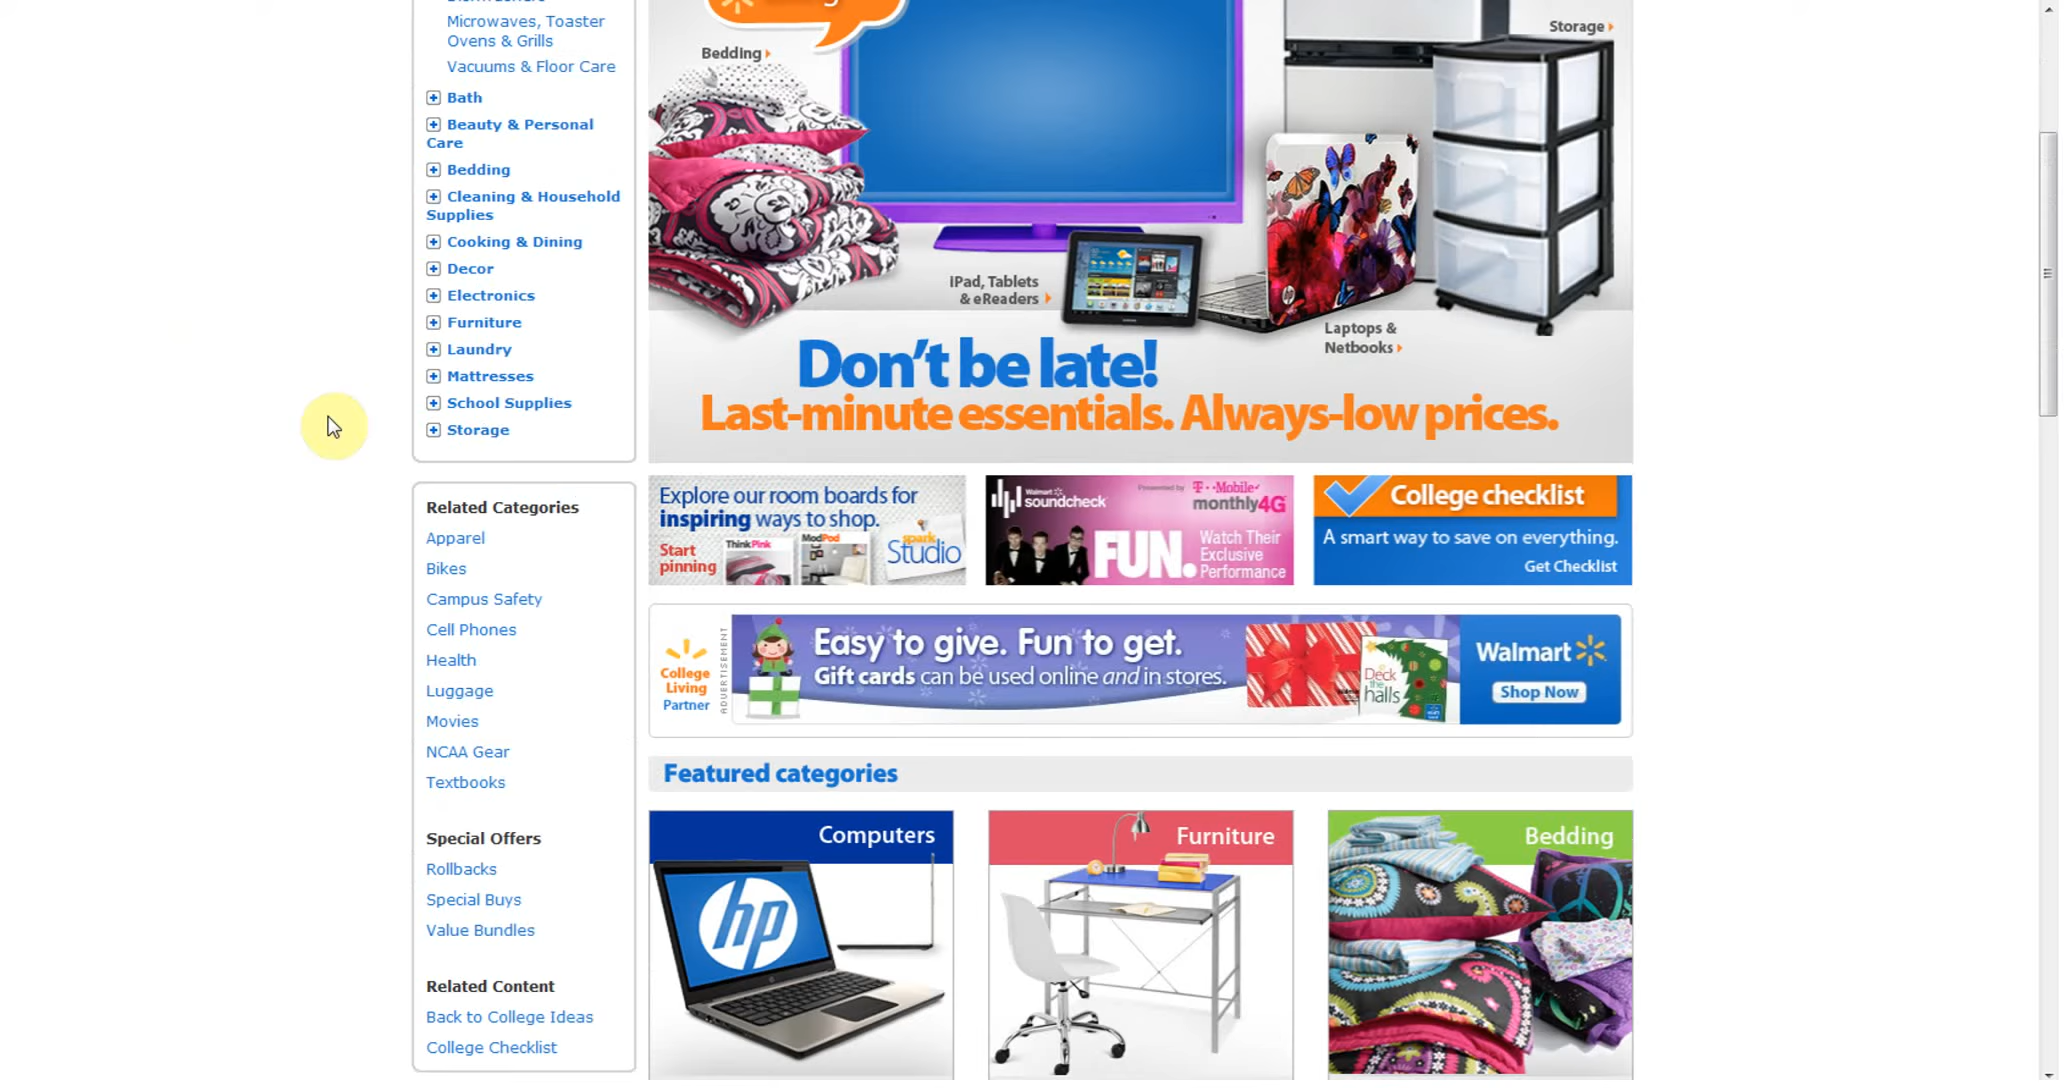 Microwaves, Toaster
Ovens & Grills
Vacuums & Floor Care
Bath
Beauty & Personal
Care
Bedding
Cleaning & Household
Supplies
Cooking & Dining
Decor
Electronics
Furniture
Laundry
Mattresses
School Supplies
Storage
Related Categories
Apparel
Bikes
Campus Safety
Cell Phones
Health
Luggage
Movies
NCAA Gear
Textbooks
Special Offers
Rollbacks
Special Buys
Value Bundles
Related Content
Back to College Ideas
College Checklist
Bedding
Storage
iPad, Tablets
& eReaders
Laptops &
Netbooks
Don't be late!
Last-minute essentials. Always-low prices.
Explore our room boards for
inspiring ways to shop.
Start
pinning
Think Pink
ModPod
spark
Studio
Walmart
soundcheck
Presented by
T-Mobile
monthly4G
FUN.
Watch Their
Exclusive
Performance
College checklist
A smart way to save on everything.
Get Checklist
College
Living
Partner
ADVERTISEMENT
Easy to give. Fun to get.
Gift cards can be used online and in stores.
Deck
the
halls
Walmart
Shop Now
Featured categories
Computers
hp
Furniture
Bedding